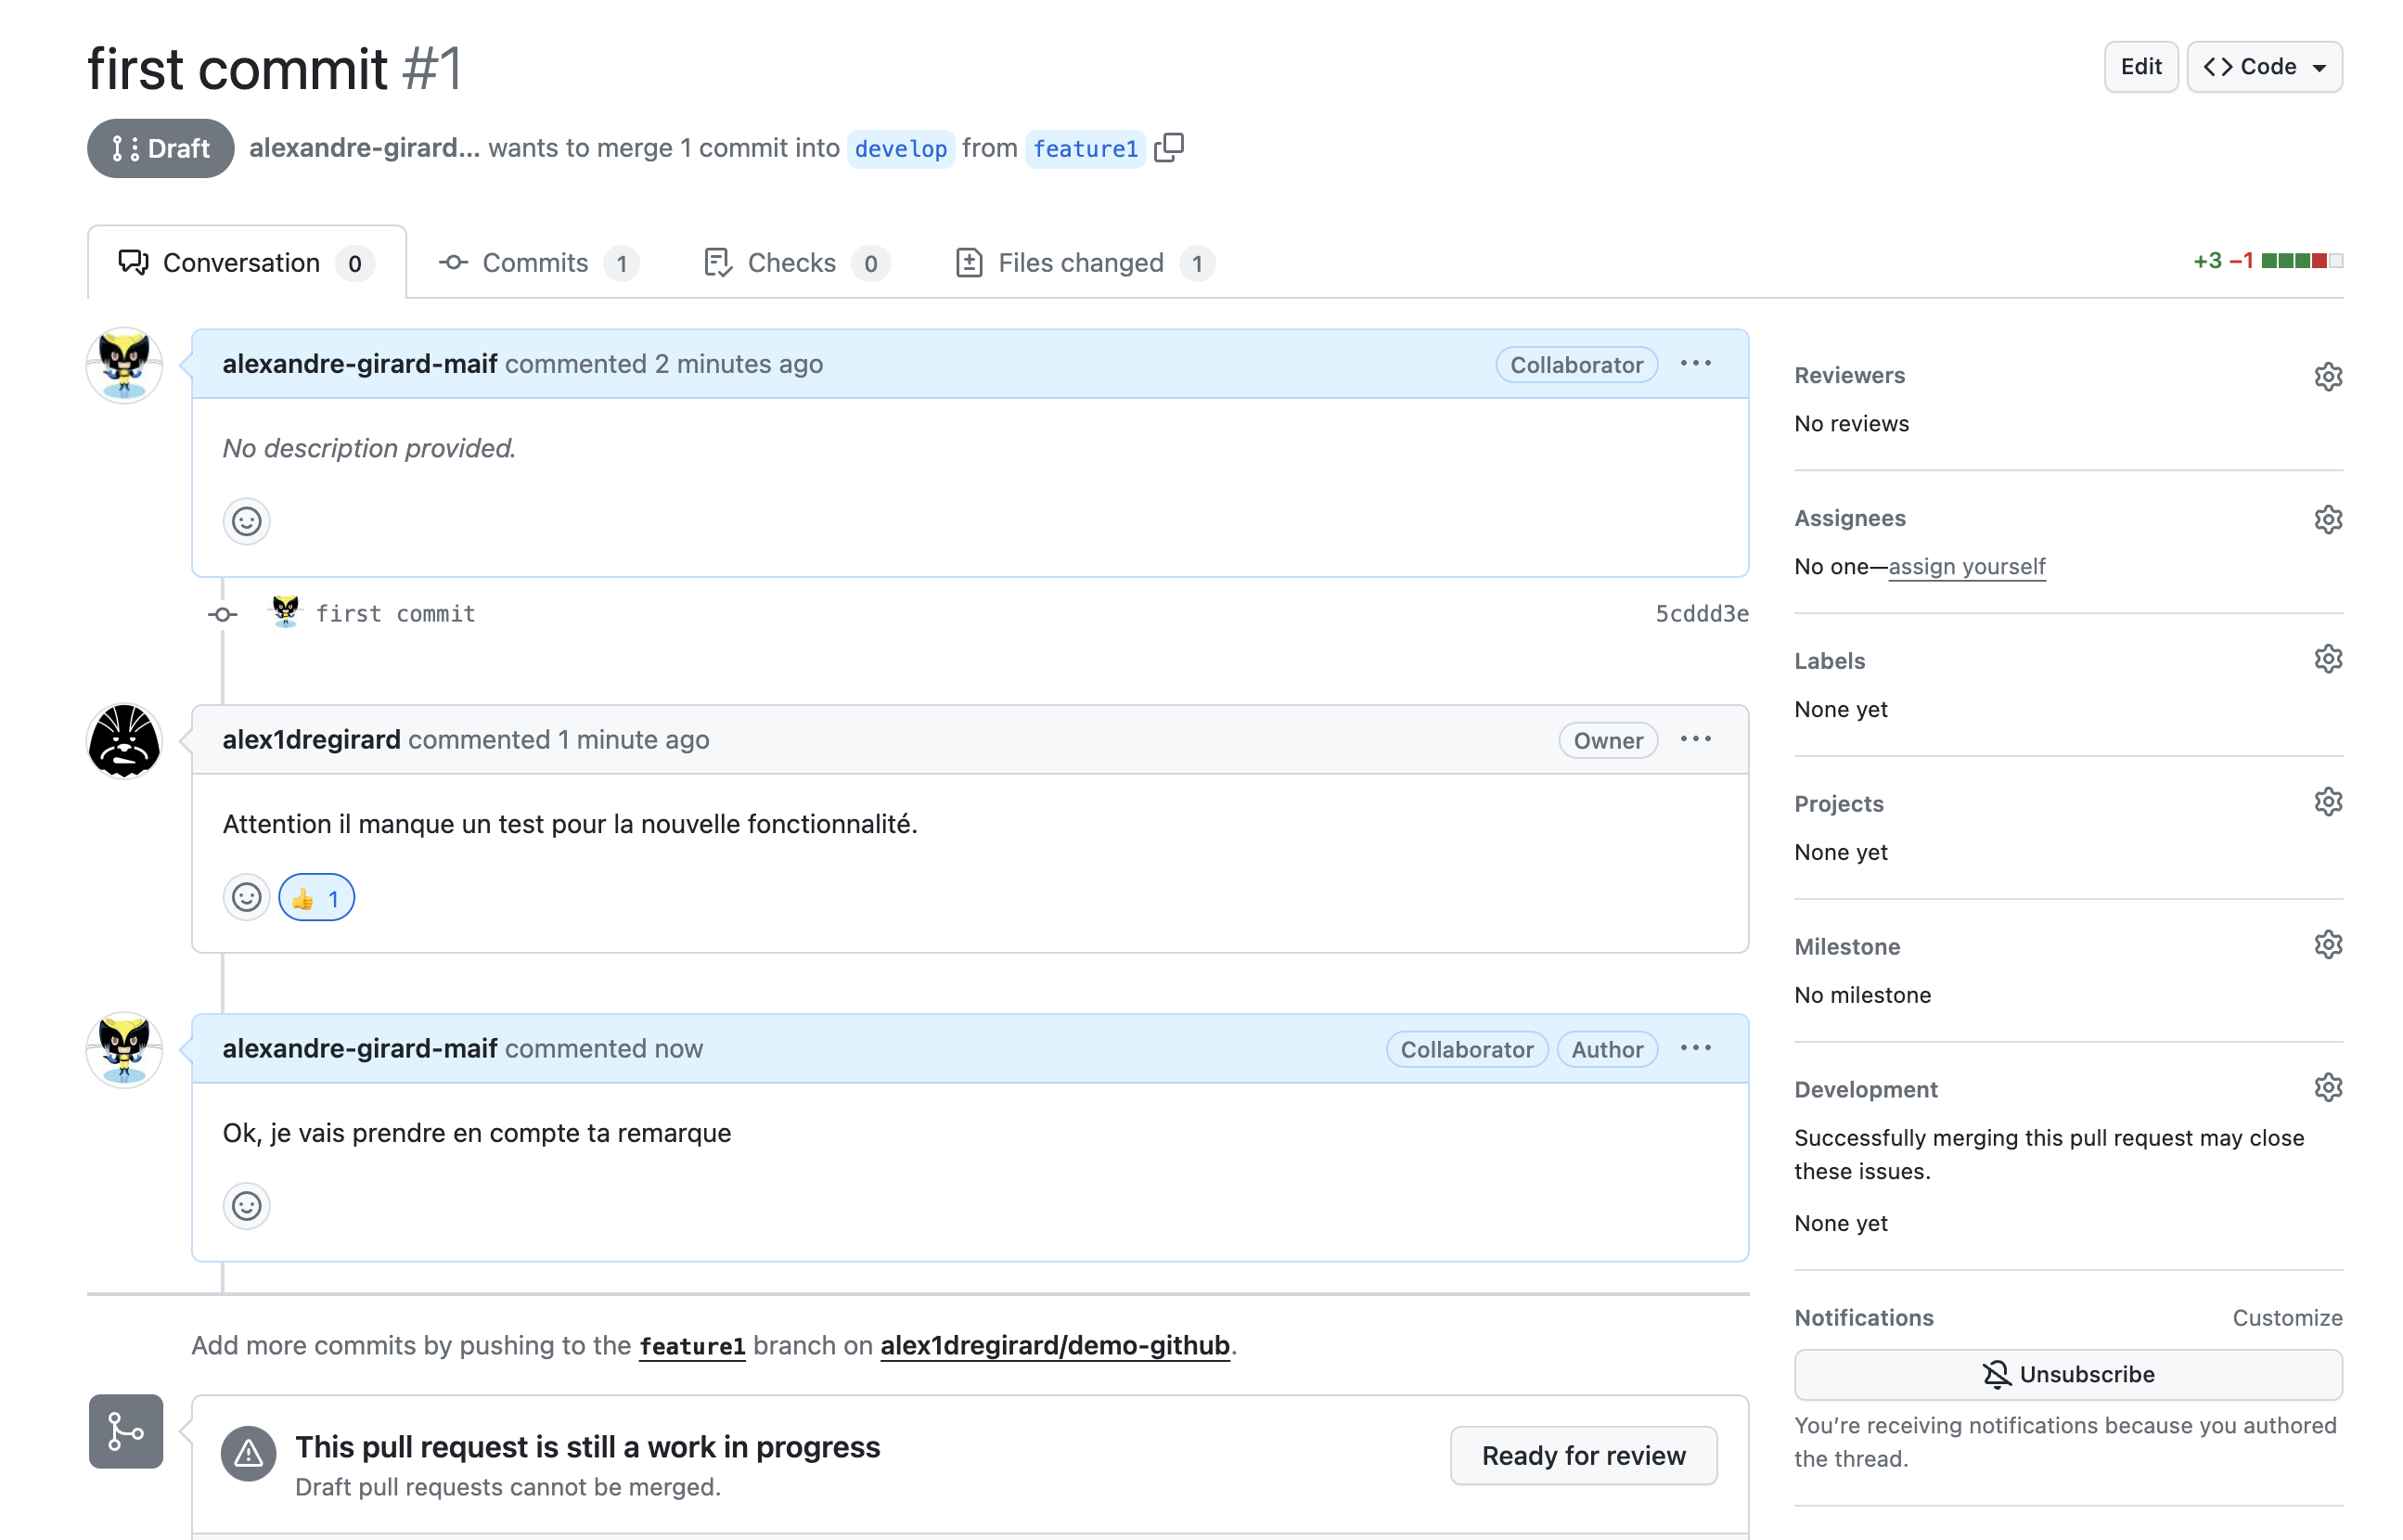 first commit #1
Edit
Code
Draft
alexandre-girard... wants to merge 1 commit into develop from feature1
Conversation 0
Commits 1
Checks 0
Files changed 1
+3 −1
alexandre-girard-maif commented 2 minutes ago
Collaborator
No description provided.
first commit
5cddd3e
alex1dregirard commented 1 minute ago
Owner
Attention il manque un test pour la nouvelle fonctionnalité.
👍 1
alexandre-girard-maif commented now
Collaborator
Author
Ok, je vais prendre en compte ta remarque
Add more commits by pushing to the feature1 branch on alex1dregirard/demo-github.
This pull request is still a work in progress
Draft pull requests cannot be merged.
Ready for review
Reviewers
No reviews
Assignees
No one—assign yourself
Labels
None yet
Projects
None yet
Milestone
No milestone
Development
Successfully merging this pull request may close
these issues.
None yet
Notifications
Customize
Unsubscribe
You’re receiving notifications because you authored
the thread.